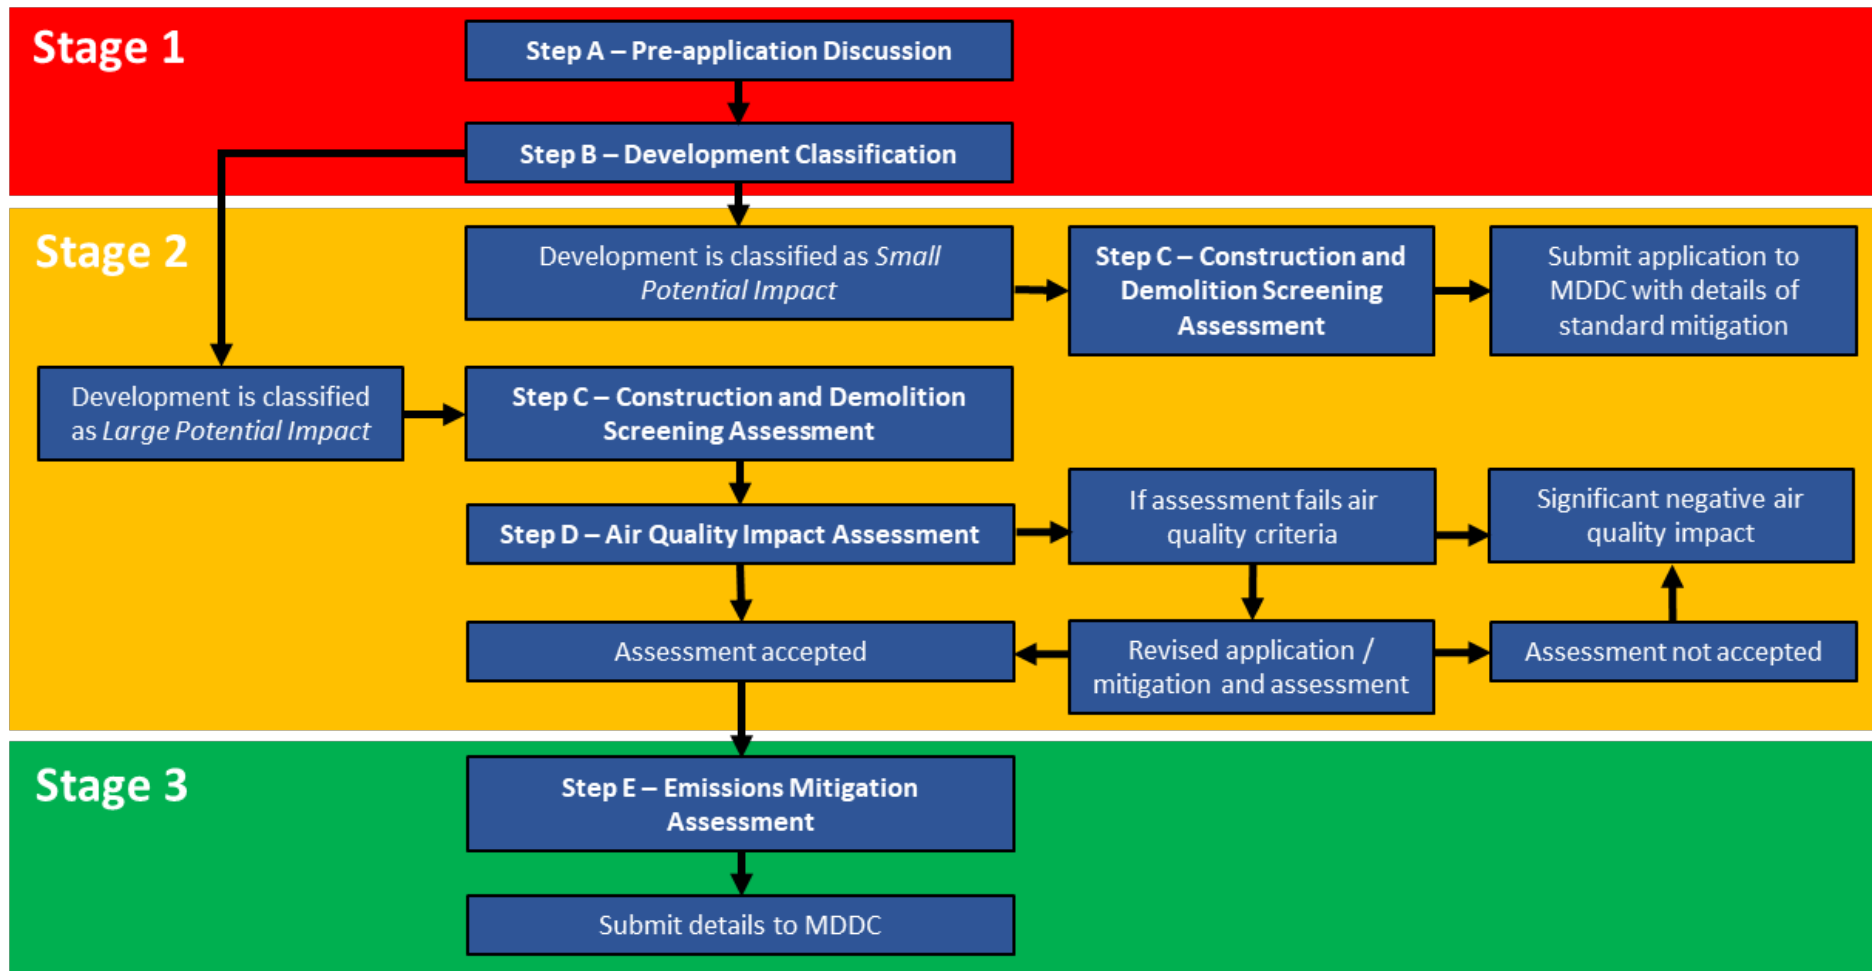 Stage 1
Step A – Pre-application Discussion
Step B – Development Classification
Stage 2
Development is classified as Small
Potential Impact
Step C – Construction and
Demolition Screening
Assessment
Submit application to
MDDC with details of
standard mitigation
Development is classified
as Large Potential Impact
Step C – Construction and Demolition
Screening Assessment
Step D – Air Quality Impact Assessment
If assessment fails air
quality criteria
Significant negative air
quality impact
Assessment accepted
Revised application /
mitigation and assessment
Assessment not accepted
Stage 3
Step E – Emissions Mitigation
Assessment
Submit details to MDDC